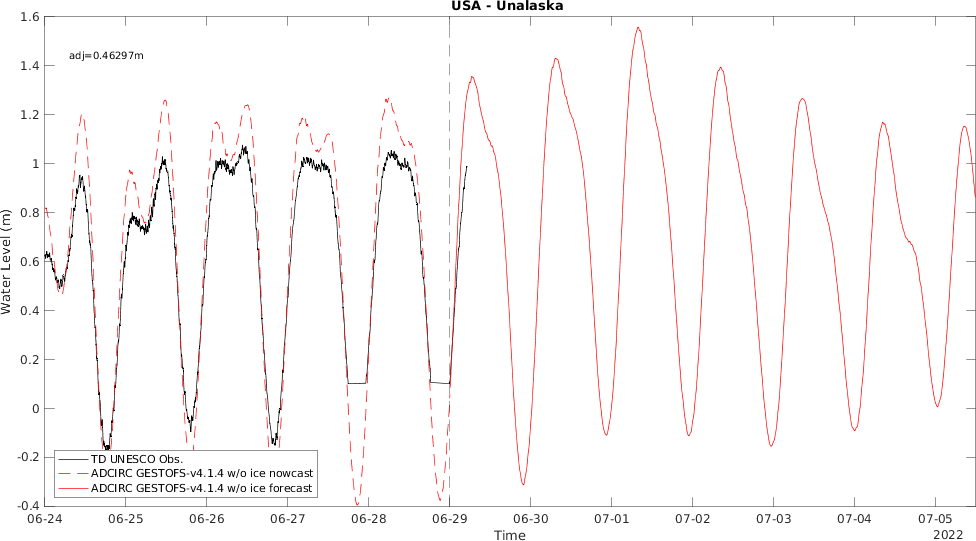 USA - Unalaska
adj=0.46297m
Water Level (m)
1.6
1.4
1.2
1
0.8
0.6
0.4
0.2
0
-0.2
-0.4
TD UNESCO Obs.
ADCIRC GESTOFS-v4.1.4 w/o ice nowcast
ADCIRC GESTOFS-v4.1.4 w/o ice forecast
06-24 06-25 06-26 06-27 06-28 06-29 06-30 07-01 07-02 07-03 07-04 07-05
Time
2022